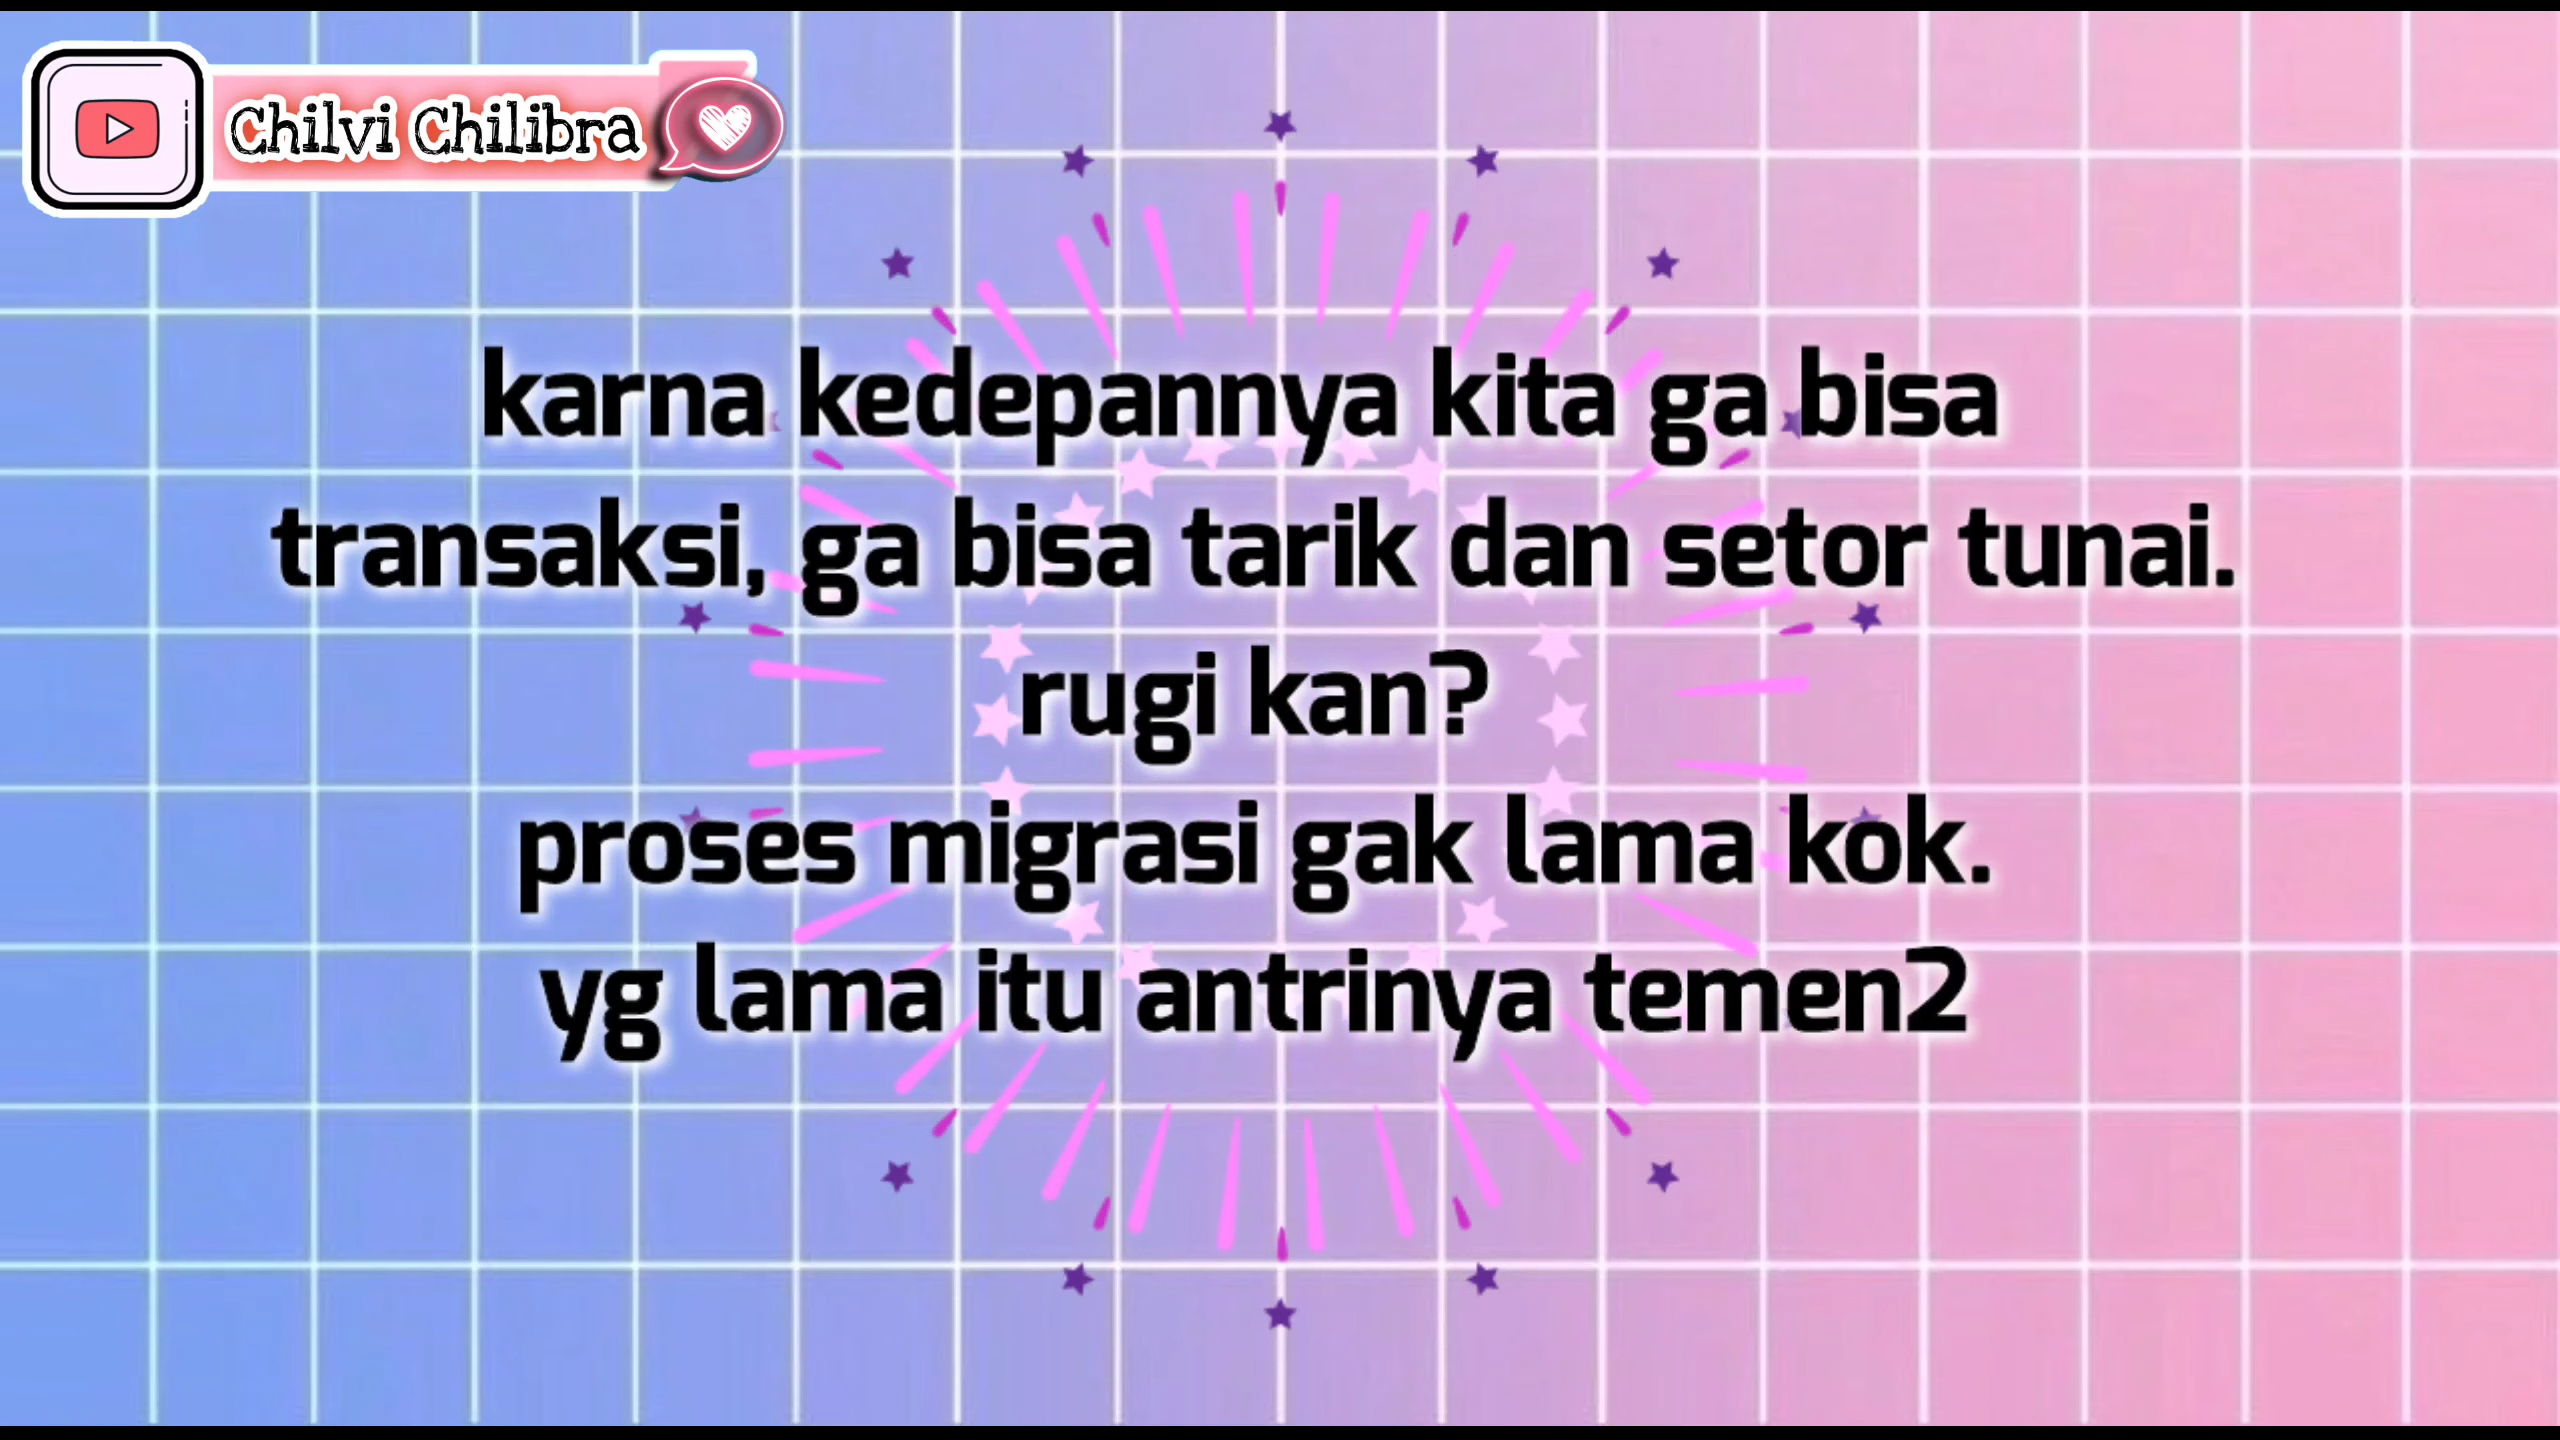 Chilvi Chilibra
karna kedepannya kita ga bisa
transaksi, ga bisa tarik dan setor tunai.
rugi kan?
proses migrasi gak lama kok.
yg lama itu antrinya temen2